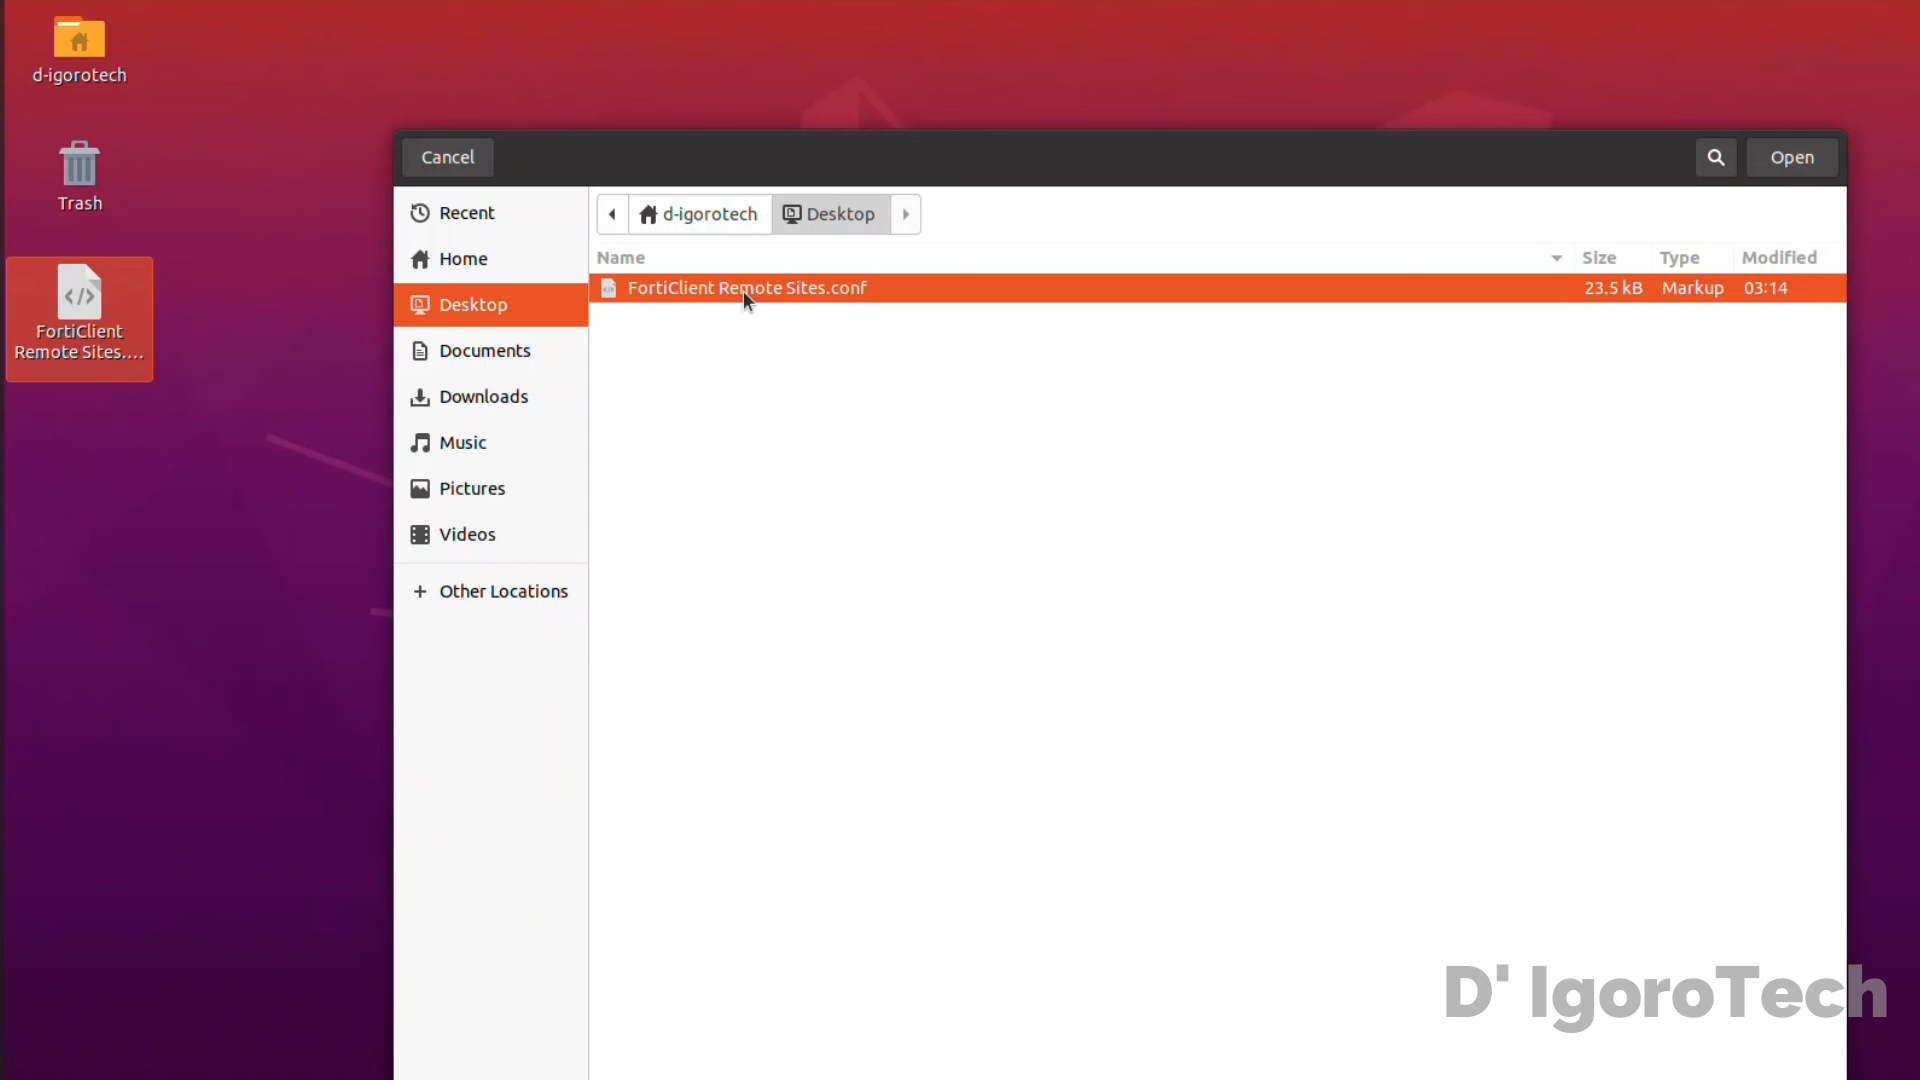 d-igorotech
Trash
FortiClient
Remote Sites....
Cancel
Open
Recent
Home
Desktop
Documents
Downloads
Music
Pictures
Videos
+ Other Locations
d-igorotech
Desktop
Name
Size
Type
Modified
FortiClient Remote Sites.conf
23.5 kB
Markup
03:14
D' IgoroTech